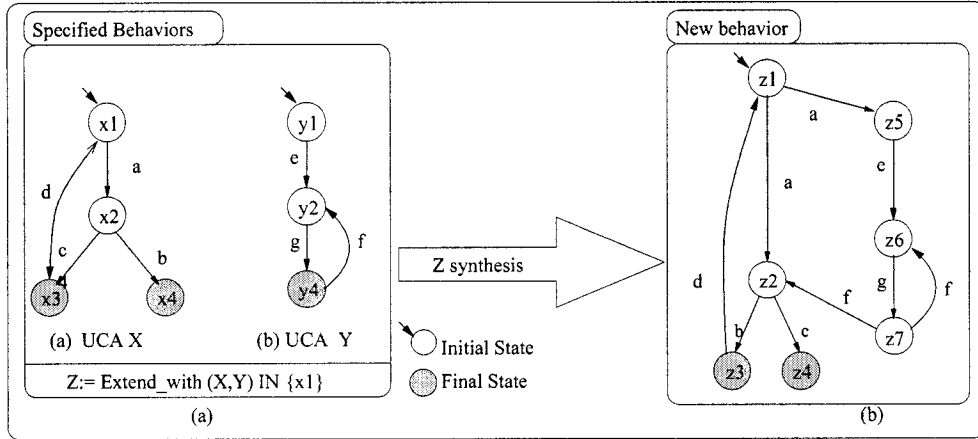 Specified Behaviors
x1
a
d
x2
c
b
x3
x4
(a) UCA X
y1
e
y2
g
f
y4
(b) UCA Y
Z:= Extend_with (X,Y) IN {x1}
(a)
Z synthesis
Initial State
Final State
New behavior
z1
a
z5
e
a
z6
d
g
f
z2
f
z7
b
c
z3
z4
(b)